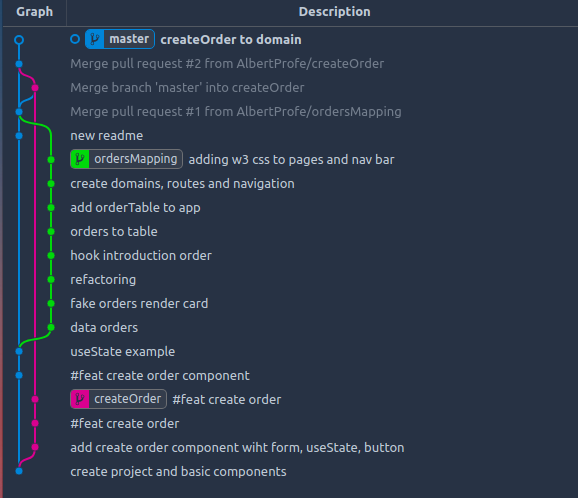 Graph Description
master createOrder to domain
Merge pull request #2 from AlbertProfe/createOrder
Merge branch 'master' into createOrder
Merge pull request #1 from AlbertProfe/ordersMapping
new readme
ordersMapping adding w3 css to pages and nav bar
create domains, routes and navigation
add orderTable to app
orders to table
hook introduction order
refactoring
fake orders render card
data orders
useState example
#feat create order component
createOrder #feat create order
#feat create order
add create order component wiht form, useState, button
create project and basic components